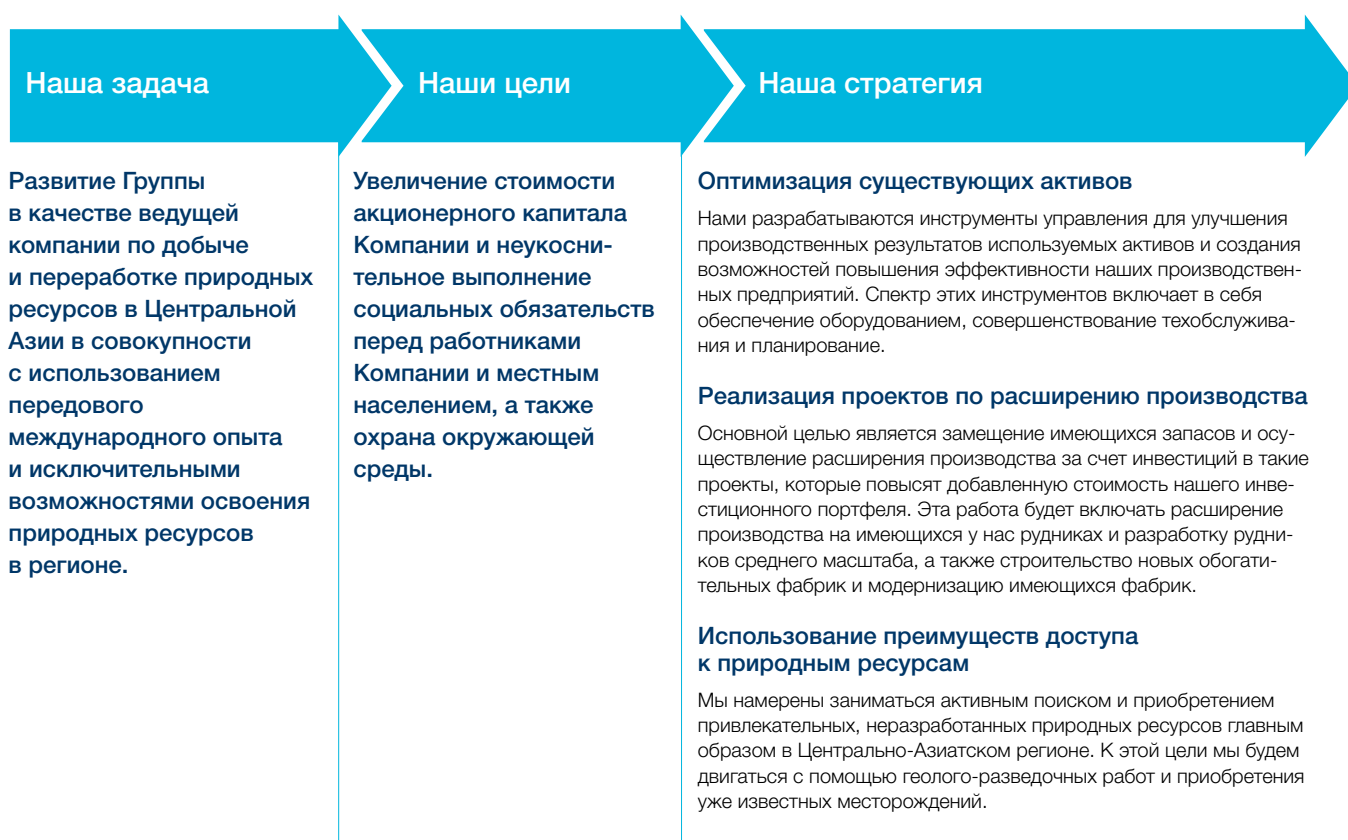 Наша задача
Наши цели
Наша стратегия
Развитие Группы
в качестве ведущей
компании по добыче
и переработке природных
ресурсов в Центральной
Азии в совокупности
с использованием
передового
международного опыта
и исключительными
возможностями освоения
природных ресурсов
в регионе.
Увеличение стоимости
акционерного капитала
Компании и неукосни-
тельное выполнение
социальных обязательств
перед работниками
Компании и местным
населением, а также
охрана окружающей
среды.
Оптимизация существующих активов
Нами разрабатываются инструменты управления для улучшения
производственных результатов используемых активов и создания
возможностей повышения эффективности наших производствен-
ных предприятий. Спектр этих инструментов включает в себя
обеспечение оборудованием, совершенствование техобслужива-
ния и планирование.
Реализация проектов по расширению производства
Основной целью является замещение имеющихся запасов и осу-
ществление расширения производства за счет инвестиций в такие
проекты, которые повысят добавленную стоимость нашего инве-
стиционного портфеля. Эта работа будет включать расширение
производства на имеющихся у нас рудниках и разработку рудни-
ков среднего масштаба, а также строительство новых обогати-
тельных фабрик и модернизацию имеющихся фабрик.
Использование преимуществ доступа
к природным ресурсам
Мы намерены заниматься активным поиском и приобретением
привлекательных, неразработанных природных ресурсов главным
образом в Центрально-Азиатском регионе. К этой цели мы будем
двигаться с помощью геолого-разведочных работ и приобретения
уже известных месторождений.